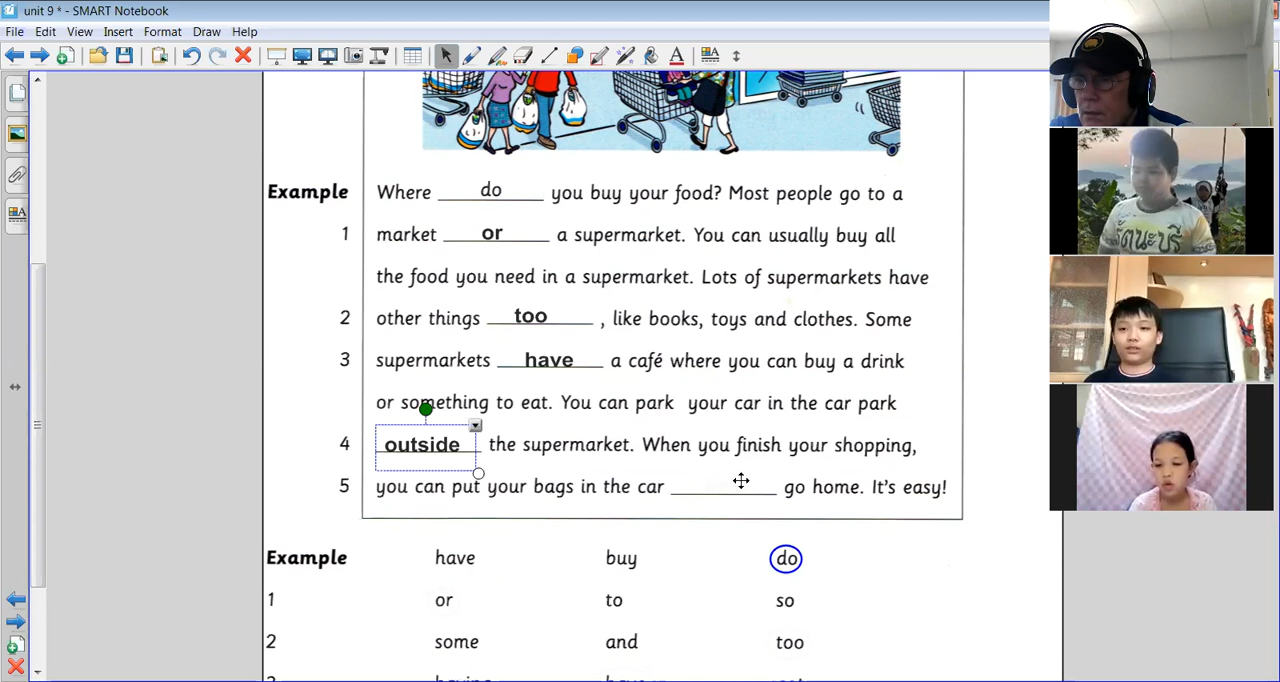 unit 9 * - SMART Notebook
File Edit View Insert Format Draw Help
Example Where do you buy your food? Most people go to a
1 market or a supermarket. You can usually buy all
the food you need in a supermarket. Lots of supermarkets have
2 other things too , like books, toys and clothes. Some
3 supermarkets have a café where you can buy a drink
or something to eat. You can park your car in the car park
4 outside the supermarket. When you finish your shopping,
5 you can put your bags in the car go home. It's easy!
Example have buy do
1 or to so
2 some and too